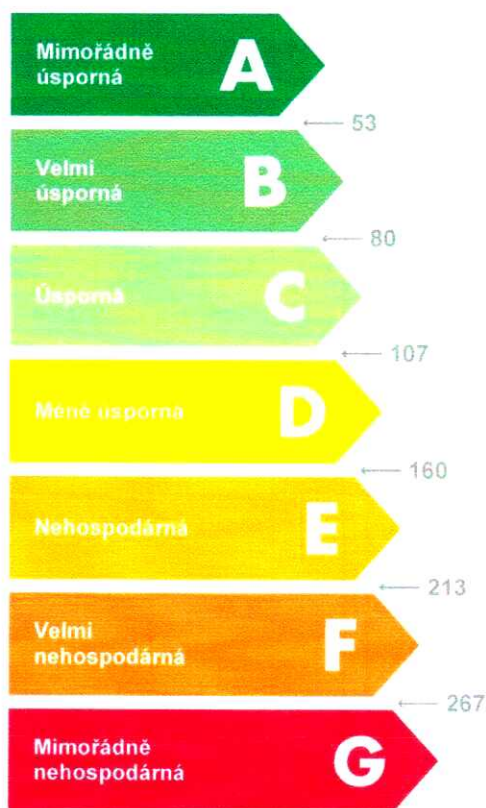 Mimořádně
úsporná
A
53
Velmi
úsporná
B
80
Úsporná
C
107
Méně úsporná
D
160
Nehospodárná
E
213
Velmi
nehospodárná
F
267
Mimořádně
nehospodárná
G